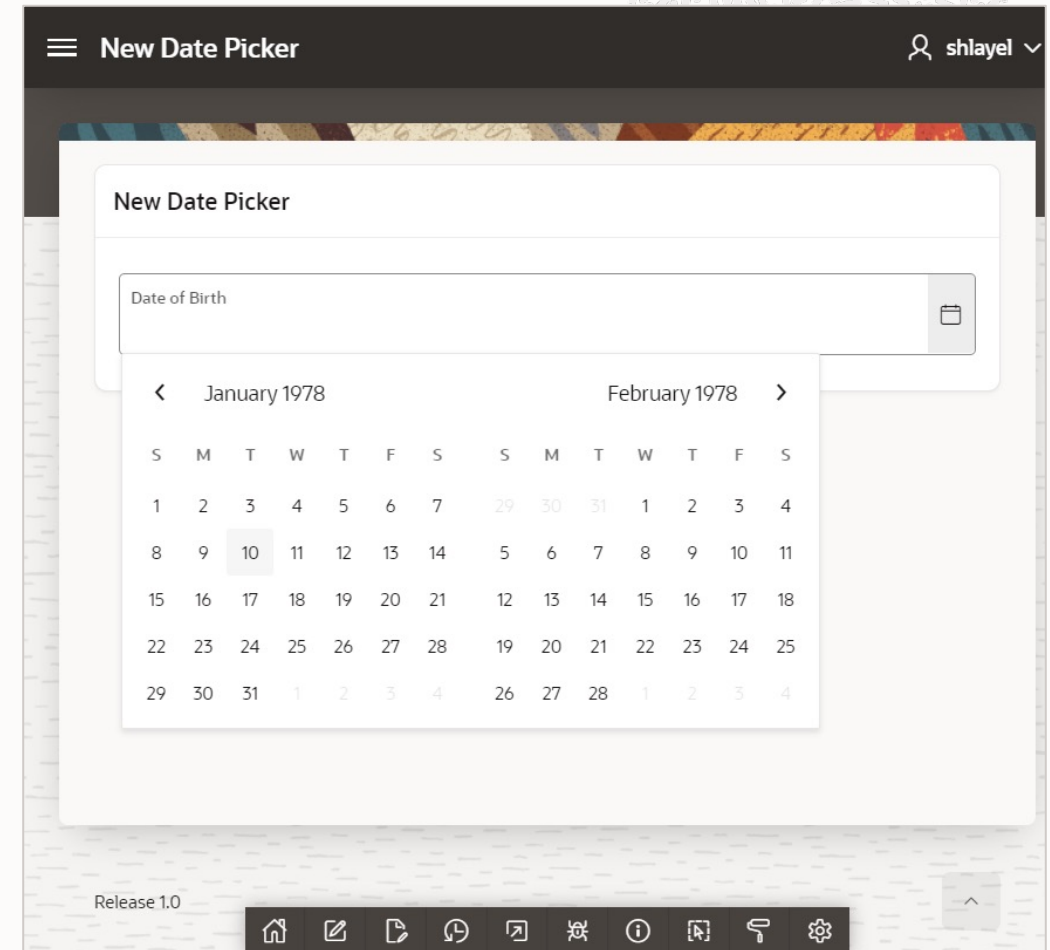 New Date Picker
shlayel
New Date Picker
Date of Birth
January 1978
February 1978
S M T W T F S S M T W T F S
1 2 3 4 5 6 7 29 30 31 1 2 3 4
8 9 10 11 12 13 14 5 6 7 8 9 10 11
15 16 17 18 19 20 21 12 13 14 15 16 17 18
22 23 24 25 26 27 28 19 20 21 22 23 24 25
29 30 31 1 2 3 4 26 27 28 1 2 3 4
Release 1.0